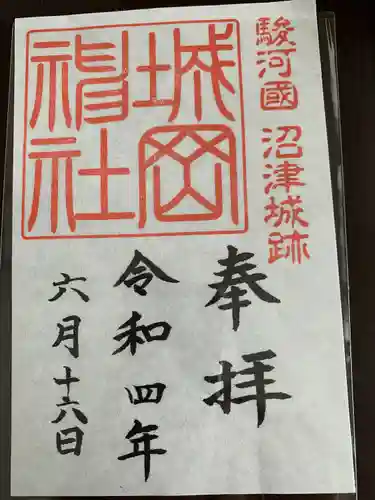 駿河國 沼津城跡
城岡神社
奉拝
令和四年
六月十六日